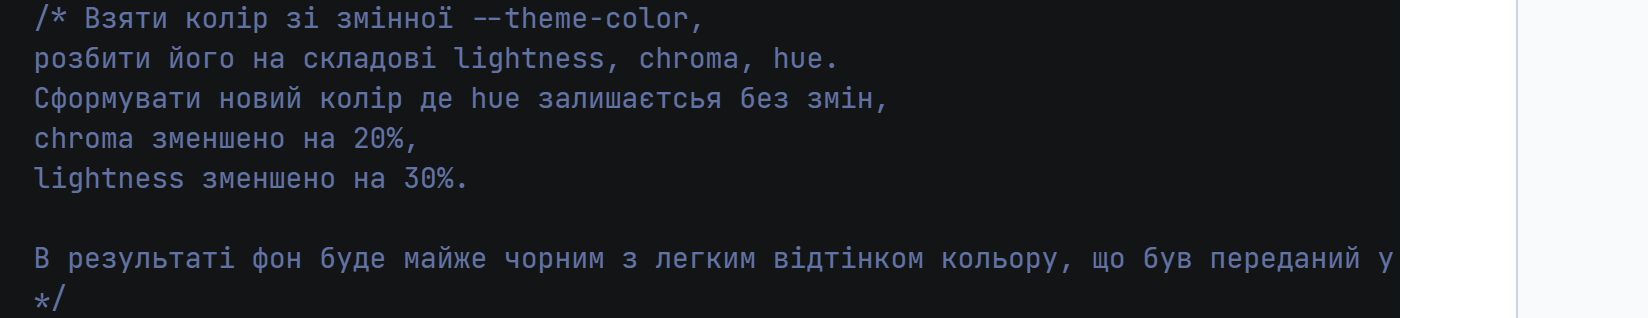 /* Взяти колір зі змінної --theme-color,
розбити його на складові lightness, chroma, hue.
Сформувати новий колір де hue залишаєтсья без змін,
chroma зменшено на 20%,
lightness зменшено на 30%.
В результаті фон буде майже чорним з легким відтінком кольору, що був переданий у
*/